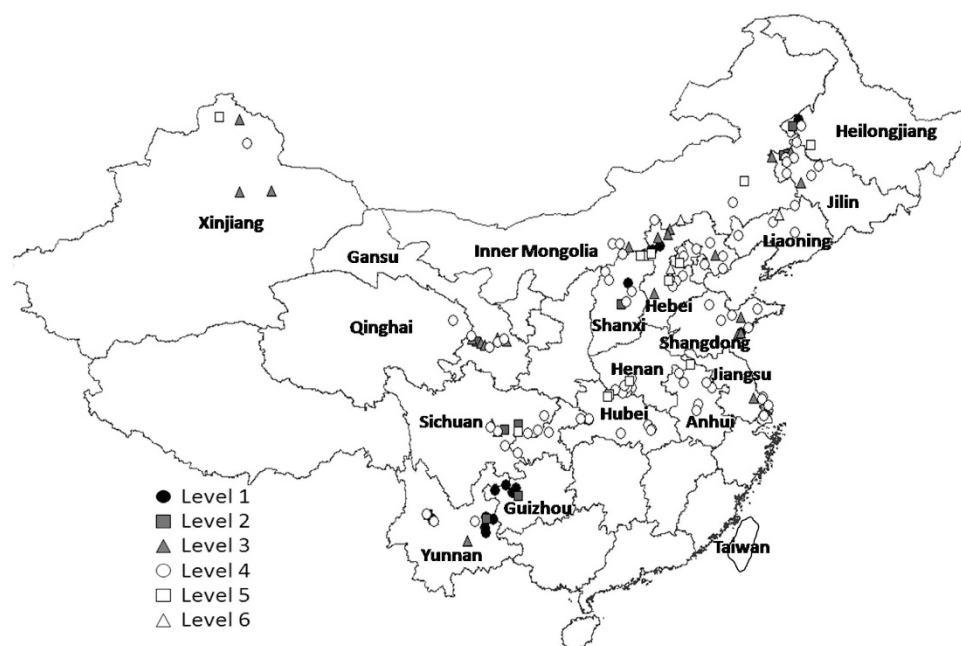 Heilongjiang
Jilin
Xinjiang
Liaoning
Inner Mongolia
Gansu
Hebei
Qinghai
Shanxi
Shangdong
Henan
Jiangsu
Sichuan
Hubei
Anhui
Level 1
Guizhou
Level 2
Level 3
Taiwan
Yunnan
Level 4
Level 5
Level 6